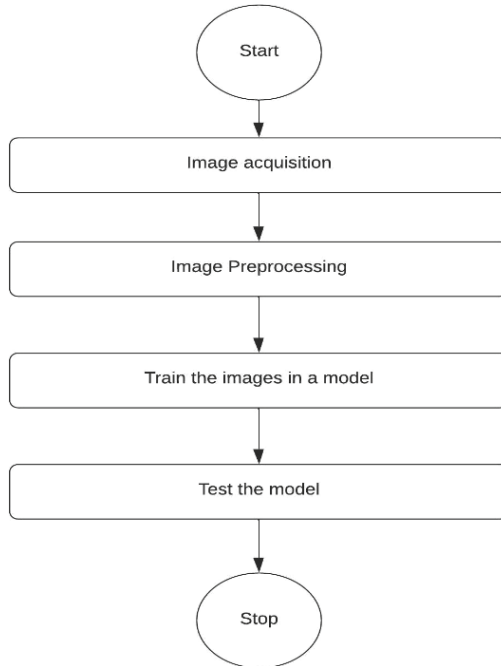 Start
Image acquisition
Image Preprocessing
Train the images in a model
Test the model
Stop